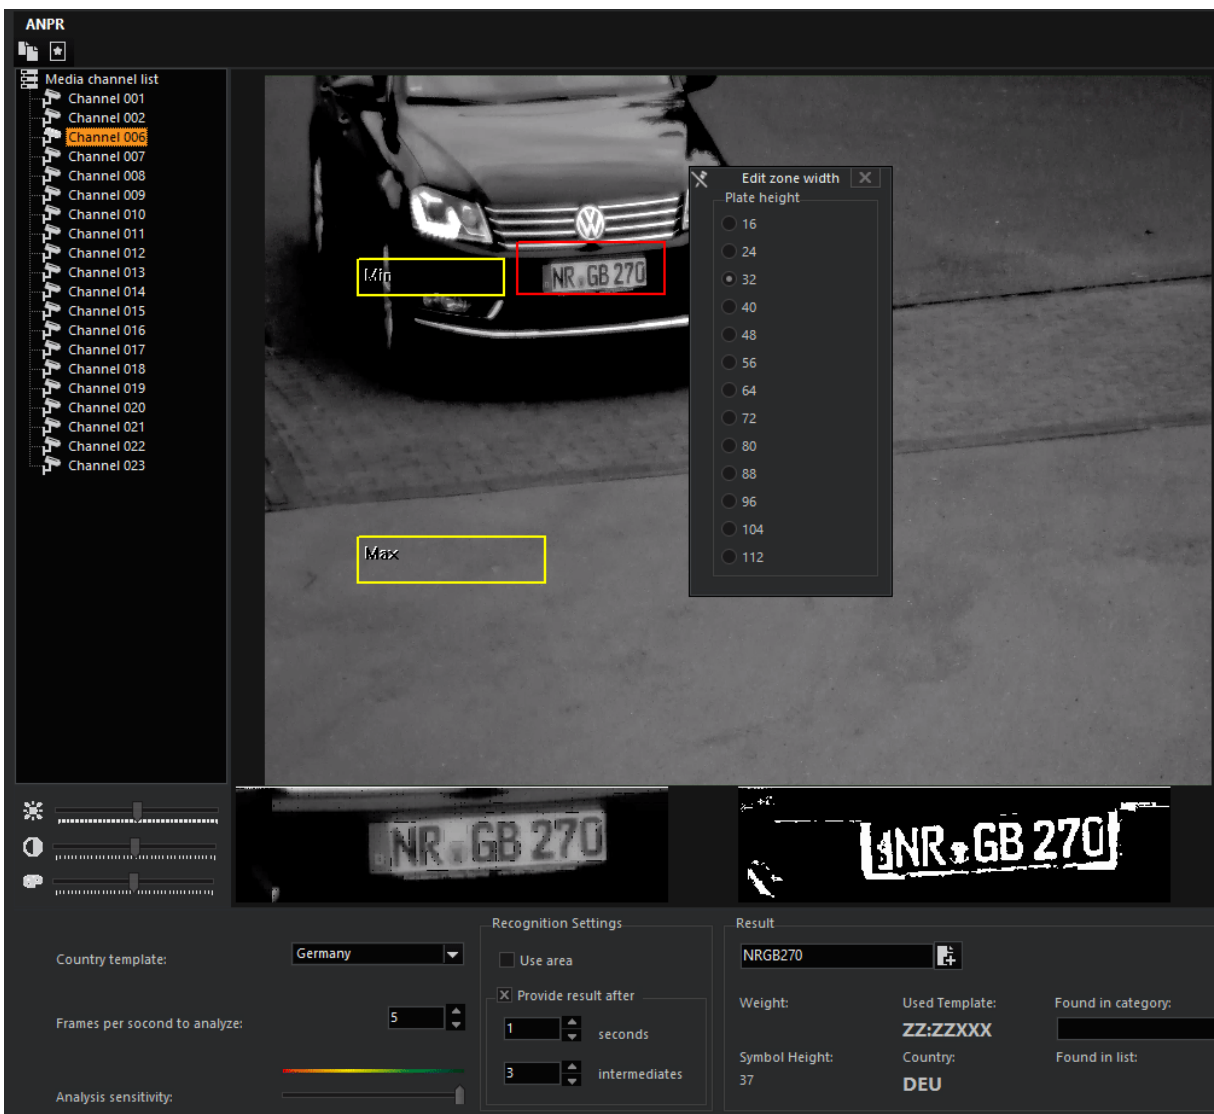 ANPR
Media channel list
Channel 001
Channel 002
Channel 006
Channel 007
Channel 008
Channel 009
Channel 010
Channel 011
Channel 012
Channel 013
Channel 014
Channel 015
Channel 016
Channel 017
Channel 018
Channel 019
Channel 020
Channel 021
Channel 022
Channel 023
Min
NR GB 270
Max
Edit zone width
Plate height
16
24
32
40
48
56
64
72
80
88
96
104
112
NR GB 270
NR GB 270
Country template:
Germany
Frames per socond to analyze:
5
Analysis sensitivity:
Recognition Settings
Use area
Provide result after
1 seconds
3 intermediates
Result
NRGB270
Weight:
Used Template:
Found in category:
ZZ:ZZXXX
Symbol Height:
Country:
Found in list:
37
DEU